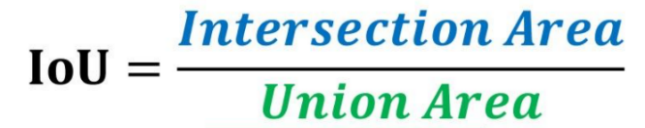 Intersection Area
IoU =
Union Area